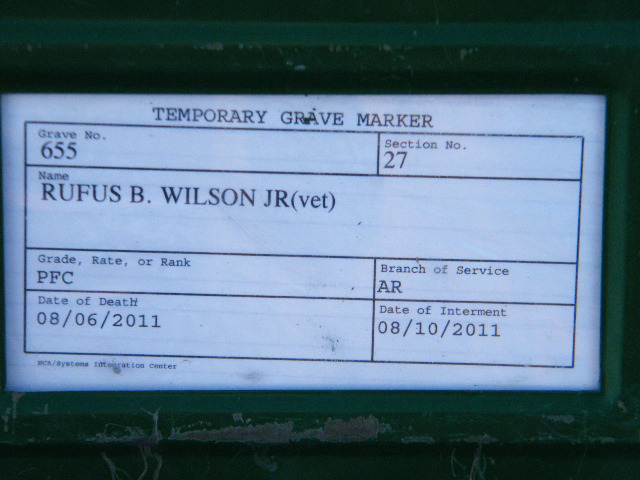 TEMPORARY GRAVE MARKER
Grave No. Section No.
655 27
Name
RUFUS B. WILSON JR(vet)
Grade, Rate, or Rank Branch of Service
PFC AR
Date of Death Date of Interment
08/06/2011 08/10/2011
NCA/Systems Integration Center